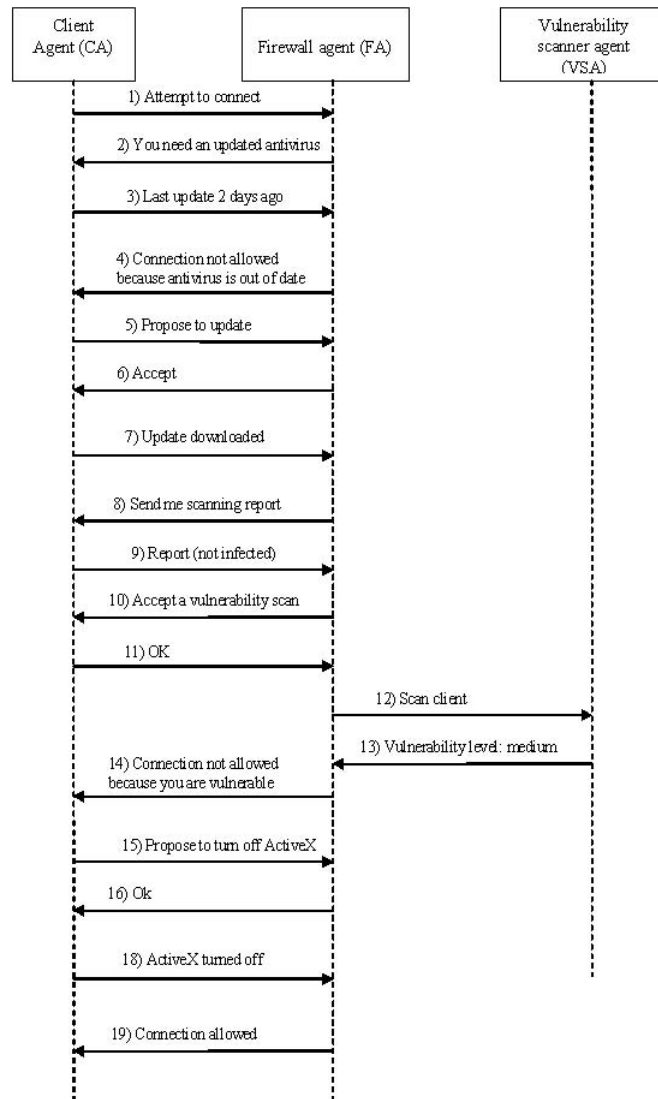 Client
Agent (CA)
Firewall agent (FA)
Vulnerability
scanner agent
(VSA)
1) Attempt to connect
2) You need an updated antivirus
3) Last update 2 days ago
4) Connection not allowed
because antivirus is out of date
5) Propose to update
6) Accept
7) Update downloaded
8) Send me scanning report
9) Report (not infected)
10) Accept a vulnerability scan
11) OK
12) Scan client
13) Vulnerability level: medium
14) Connection not allowed
because you are vulnerable
15) Propose to turn off ActiveX
16) Ok
18) ActiveX turned off
19) Connection allowed